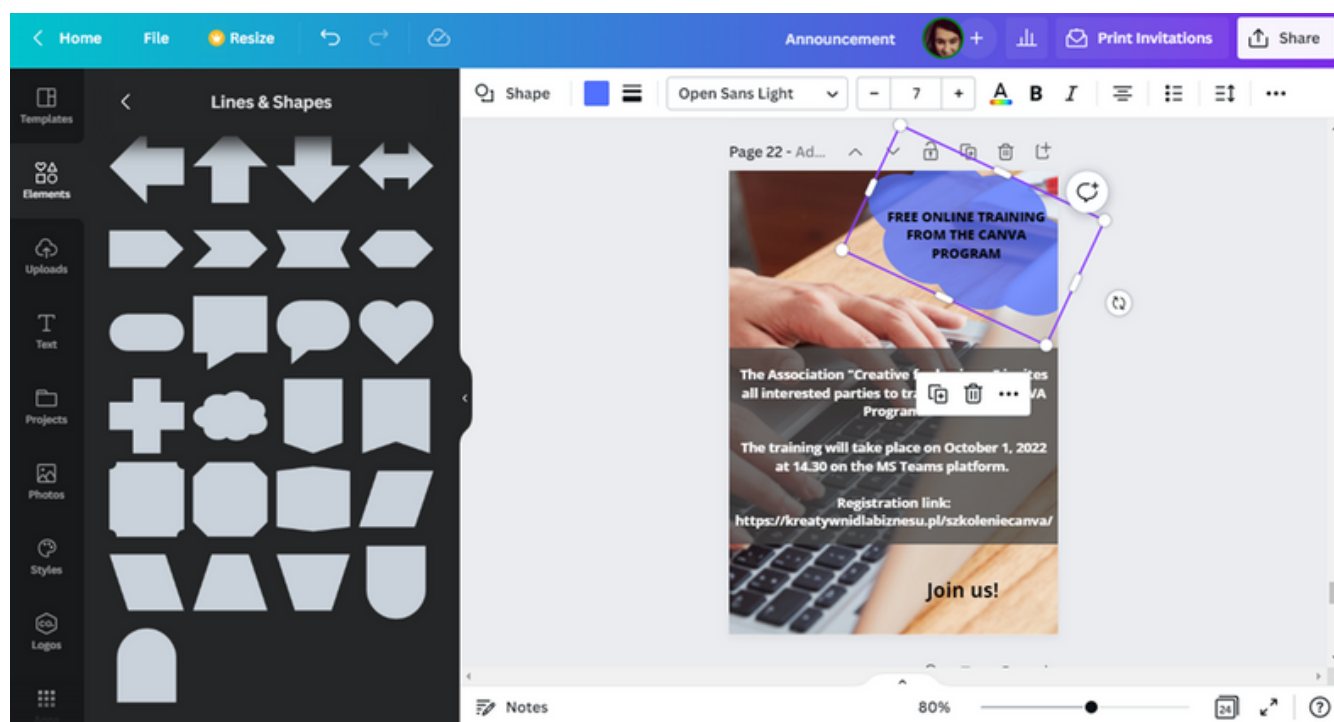 Home File Resize Announcement Print Invitations Share
Templates
Elements
Uploads
Text
Projects
Photos
Styles
CO.
Logos
Lines & Shapes
Shape Open Sans Light - 7 + A B I
Page 22 - Ad...
FREE ONLINE TRAINING
FROM THE CANVA
PROGRAM
The Association "Creative
all interested parties to
Program
The training will take place on October 1, 2022
at 14.30 on the MS Teams platform.
Registration link:
https://kreatywnidlabiznesu.pl/szkoleniecanva/
Join us!
Notes 80% 24 ?